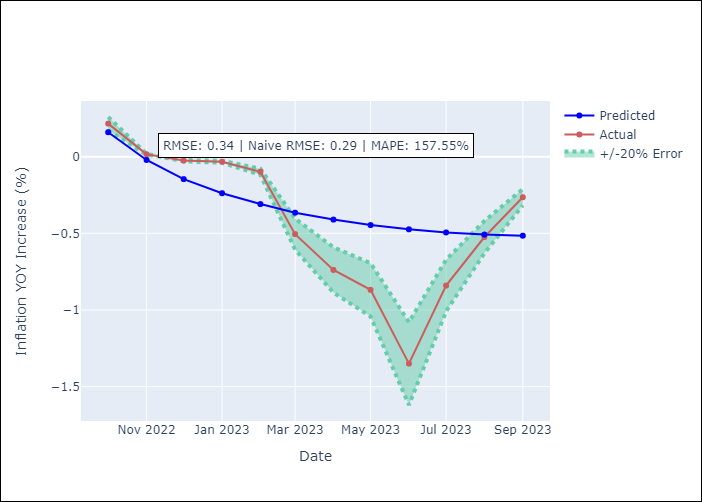 Predicted
Actual
+/-20% Error
RMSE: 0.34 | Naive RMSE: 0.29 | MAPE: 157.55%
0
−0.5
−1
−1.5
Inflation YOY Increase (%)
Nov 2022
Jan 2023
Mar 2023
May 2023
Jul 2023
Sep 2023
Date